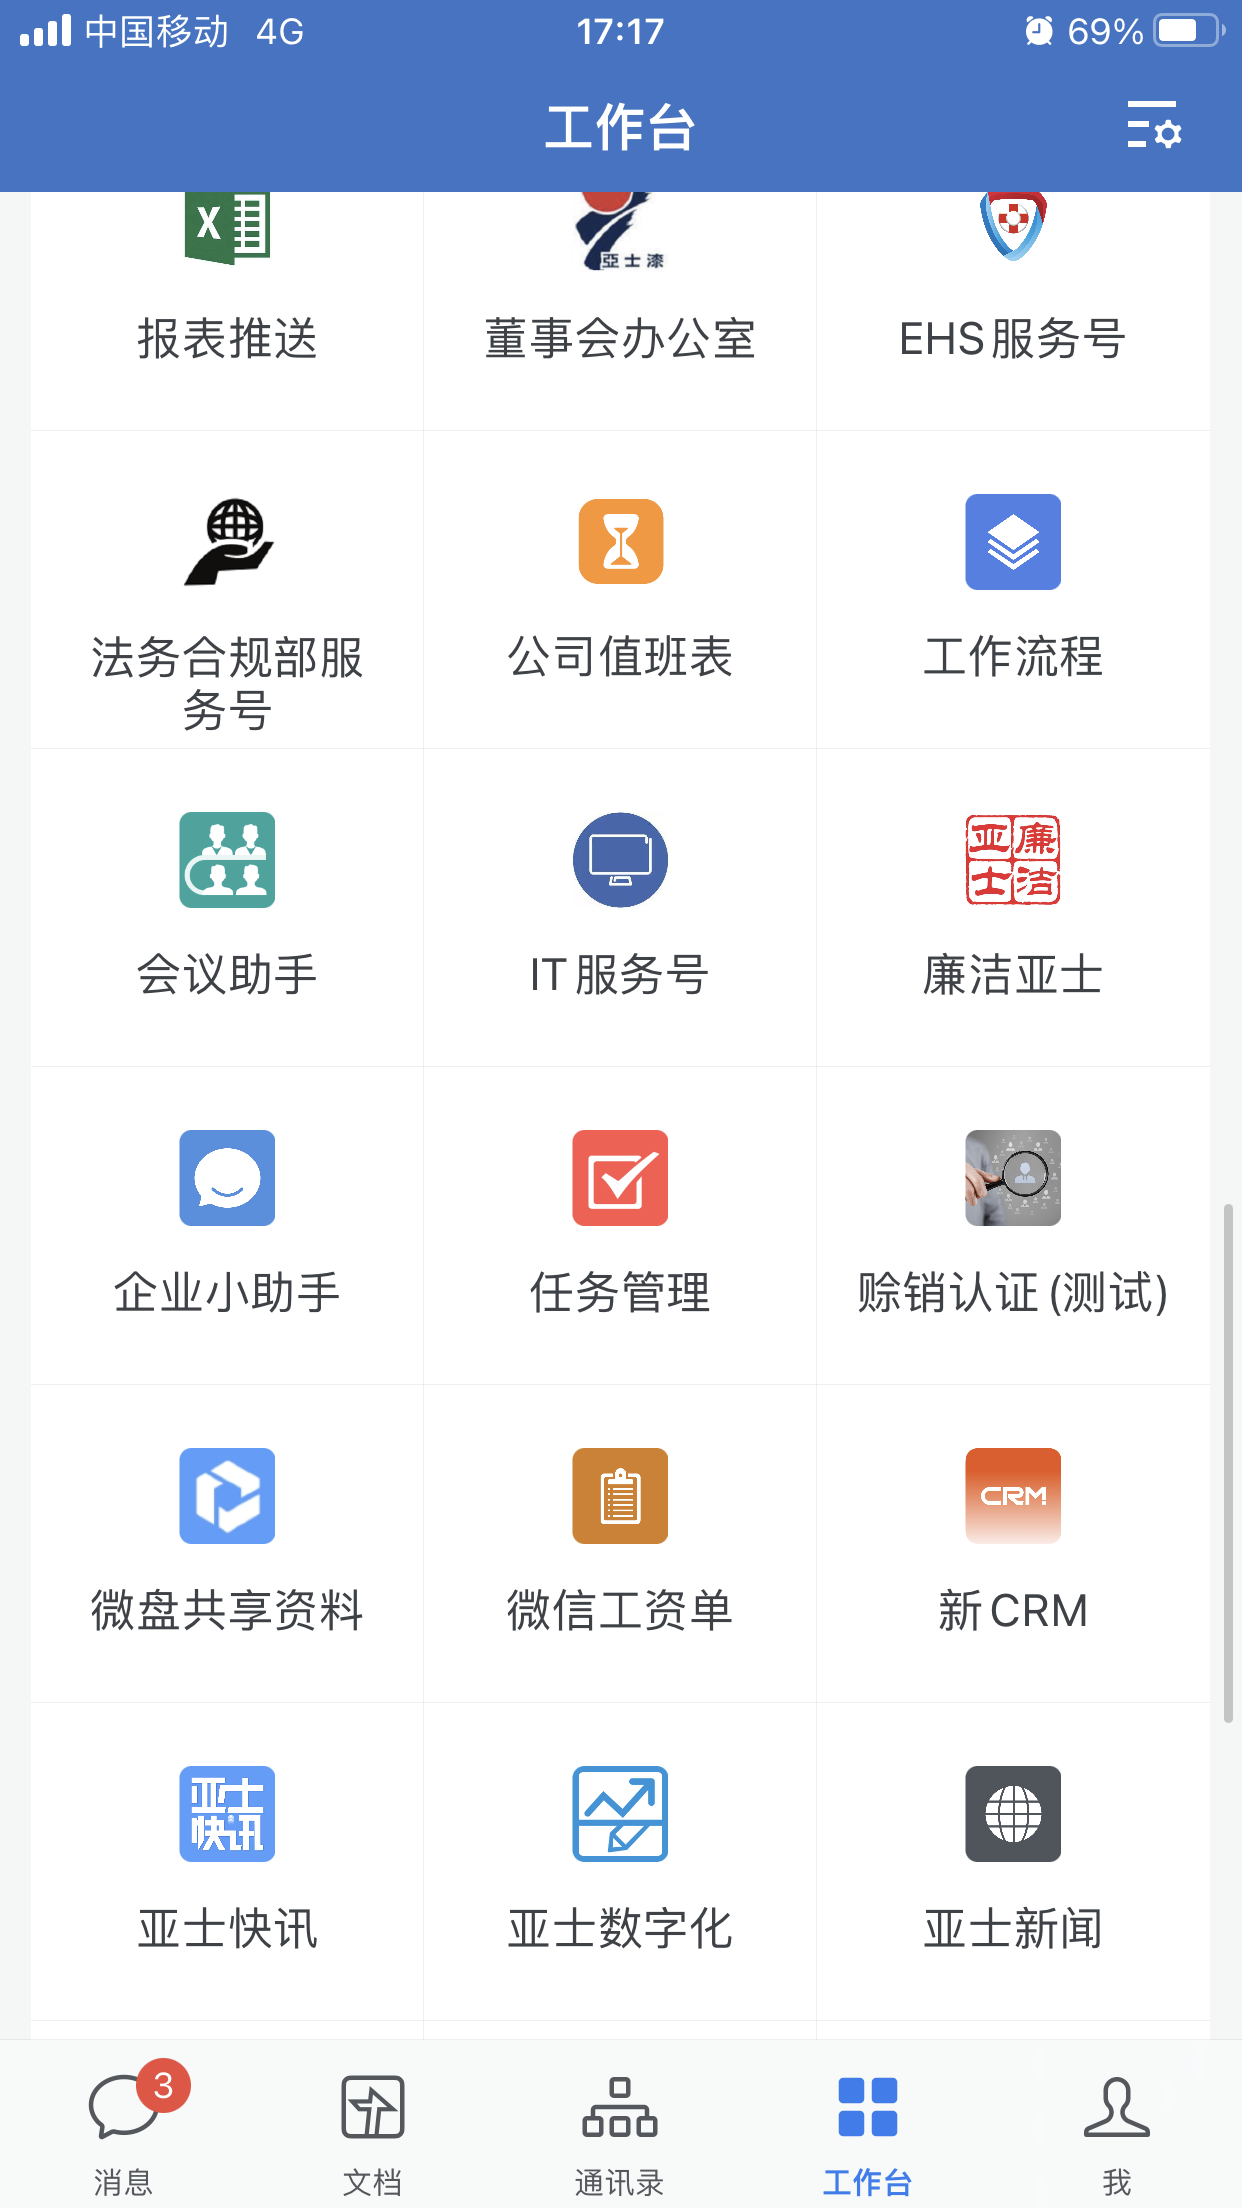 中国移动 4G 17:17 69%
工作台
X
亞士漆
报表推送 董事会办公室 EHS服务号
法务合规部服务号 公司值班表 工作流程
亚廉
士洁
会议助手 IT服务号 廉洁亚士
企业小助手 任务管理 赊销认证(测试)
CRM
微盘共享资料 微信工资单 新CRM
亚士
快讯
亚士快讯 亚士数字化 亚士新闻
3
消息 文档 通讯录 工作台 我